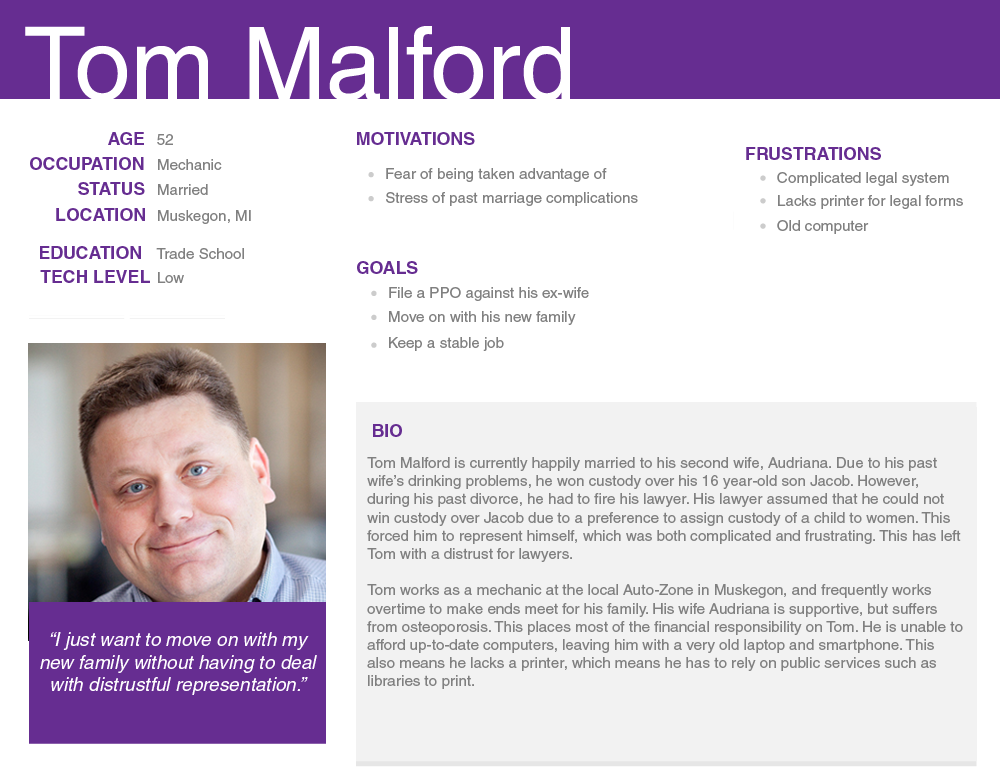 Tom Malford
AGE 52
OCCUPATION Mechanic
STATUS Married
LOCATION Muskegon, MI
EDUCATION Trade School
TECH LEVEL Low
MOTIVATIONS
Fear of being taken advantage of
Stress of past marriage complications
GOALS
File a PPO against his ex-wife
Move on with his new family
Keep a stable job
FRUSTRATIONS
Complicated legal system
Lacks printer for legal forms
Old computer
“I just want to move on with my
new family without having to deal
with distrustful representation.”
BIO
Tom Malford is currently happily married to his second wife, Audriana. Due to his past
wife’s drinking problems, he won custody over his 16 year-old son Jacob. However,
during his past divorce, he had to fire his lawyer. His lawyer assumed that he could not
win custody over Jacob due to a preference to assign custody of a child to women. This
forced him to represent himself, which was both complicated and frustrating. This has left
Tom with a distrust for lawyers.
Tom works as a mechanic at the local Auto-Zone in Muskegon, and frequently works
overtime to make ends meet for his family. His wife Audriana is supportive, but suffers
from osteoporosis. This places most of the financial responsibility on Tom. He is unable to
afford up-to-date computers, leaving him with a very old laptop and smartphone. This
also means he lacks a printer, which means he has to rely on public services such as
libraries to print.